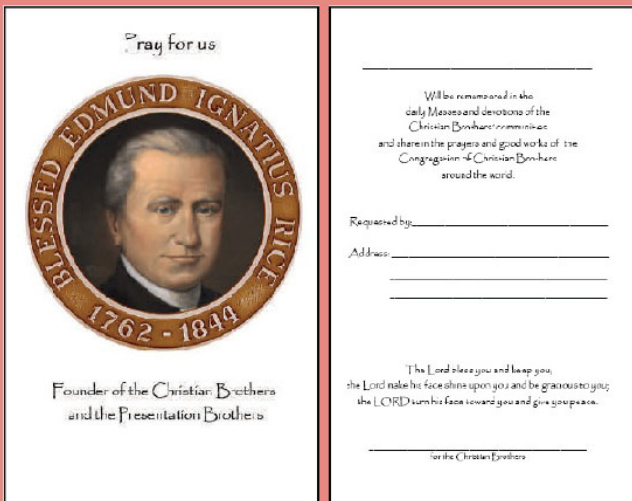 Pray for us
BLESSED EDMUND IGNATIUS RICE
1762 - 1844
Founder of the Christian Brothers
and the Presentation Brothers
Will be remembered in the
daily Masses and devotions of the
Christian Brothers' communities
and share in the prayers and good works of the
Congregation of Christian Brothers
around the world.
Requested by:
Address:
The Lord bless you and keep you;
the Lord make his face shine upon you and be gracious to you;
the LORD turn his face toward you and give you peace.
for the Christian Brothers